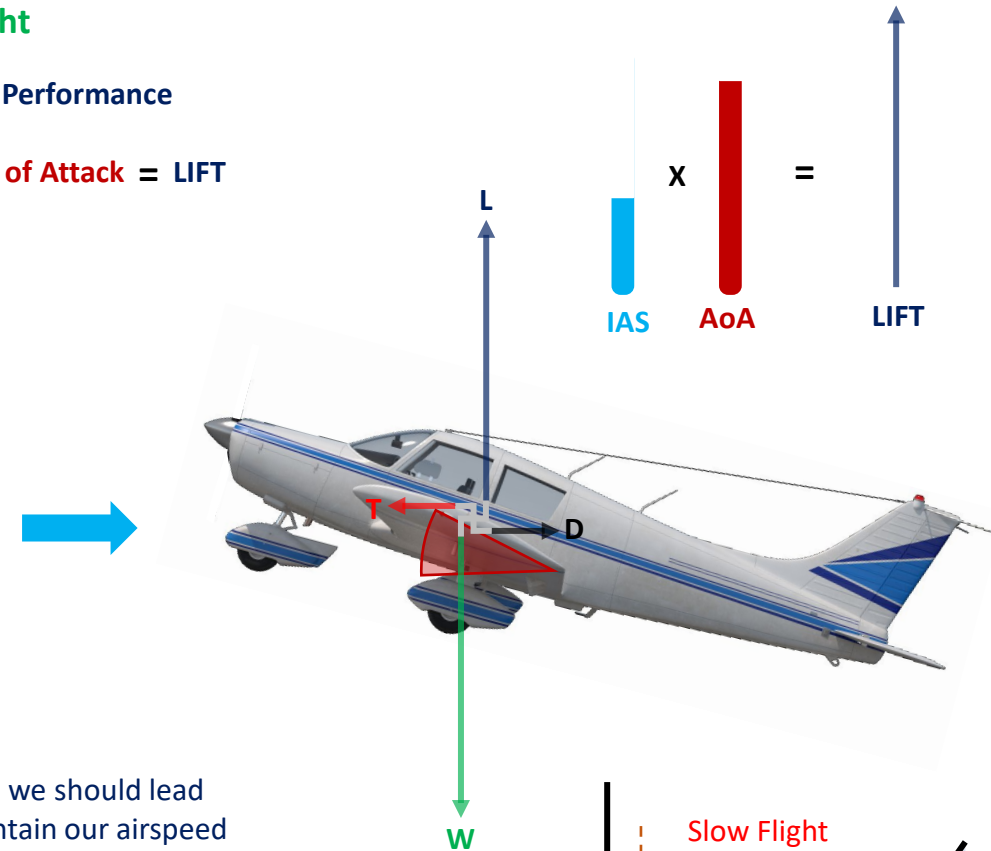 ht
Performance
of Attack = LIFT
x
=
IAS
AoA
LIFT
L
T
D
W
we should lead
ntain our airspeed
Slow Flight